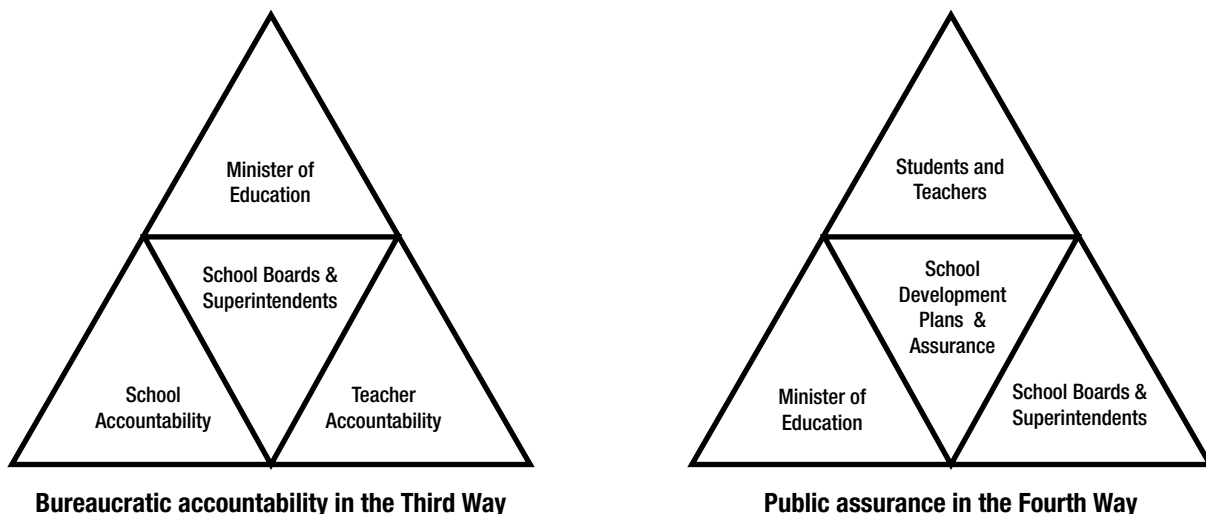 Minister of
Education
School Boards &
Superintendents
School
Accountability
Teacher
Accountability
Bureaucratic accountability in the Third Way
Students and
Teachers
School
Development
Plans &
Assurance
Minister of
Education
School Boards &
Superintendents
Public assurance in the Fourth Way